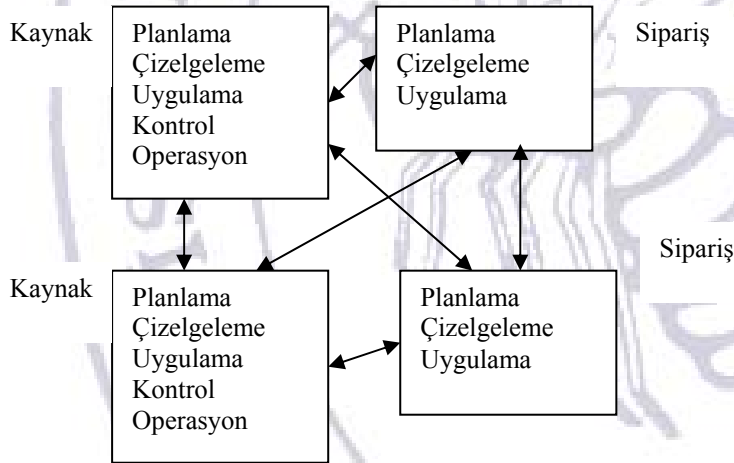 Kaynak
Planlama
Çizelgeleme
Uygulama
Kontrol
Operasyon
Planlama
Çizelgeleme
Uygulama
Sipariş
Kaynak
Planlama
Çizelgeleme
Uygulama
Kontrol
Operasyon
Planlama
Çizelgeleme
Uygulama
Sipariş